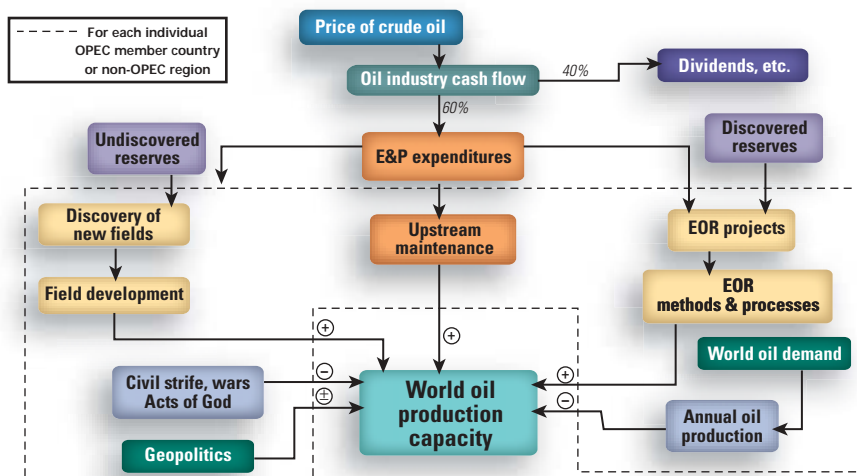 For each individual
OPEC member country
or non-OPEC region
Price of crude oil
Oil industry cash flow
40%
Dividends, etc.
60%
Undiscovered
reserves
E&P expenditures
Discovered
reserves
Discovery of
new fields
Upstream
maintenance
EOR projects
Field development
EOR
methods & processes
+
+
World oil demand
Civil strife, wars
Acts of God
−
±
World oil
production
capacity
+
−
Annual oil
production
Geopolitics